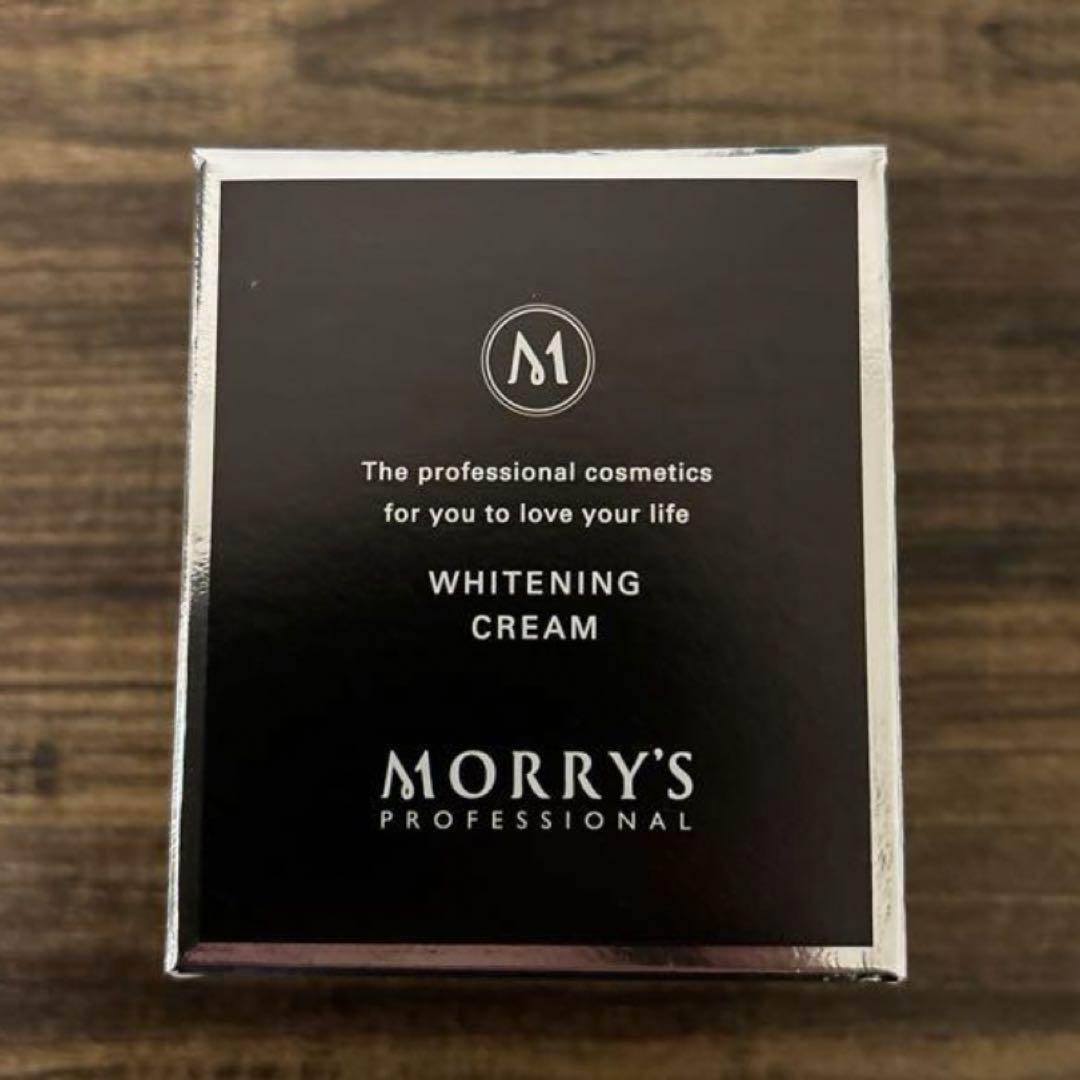 M
The professional cosmetics
for you to love your life
WHITENING
CREAM
MORRY'S
PROFESSIONAL